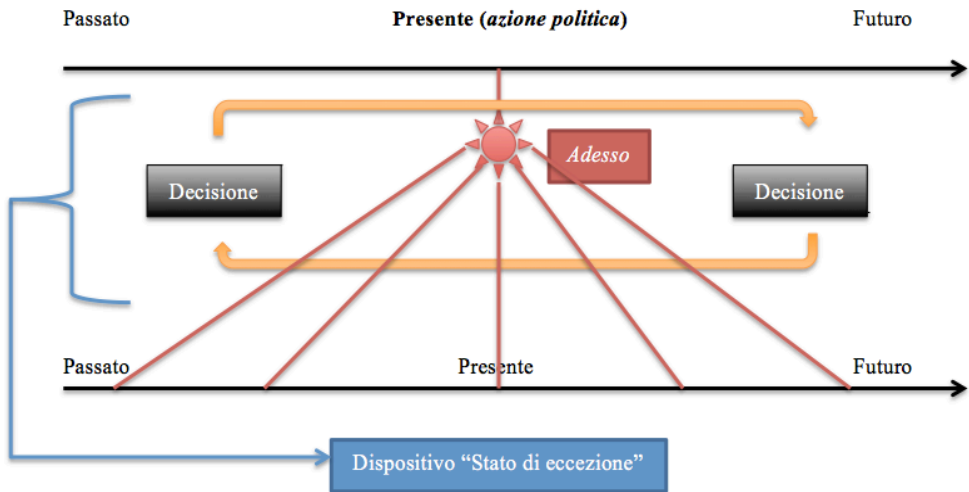 Passato Presente (azione politica) Futuro
Adesso
Decisione Decisione
Passato Presente Futuro
Dispositivo “Stato di eccezione”